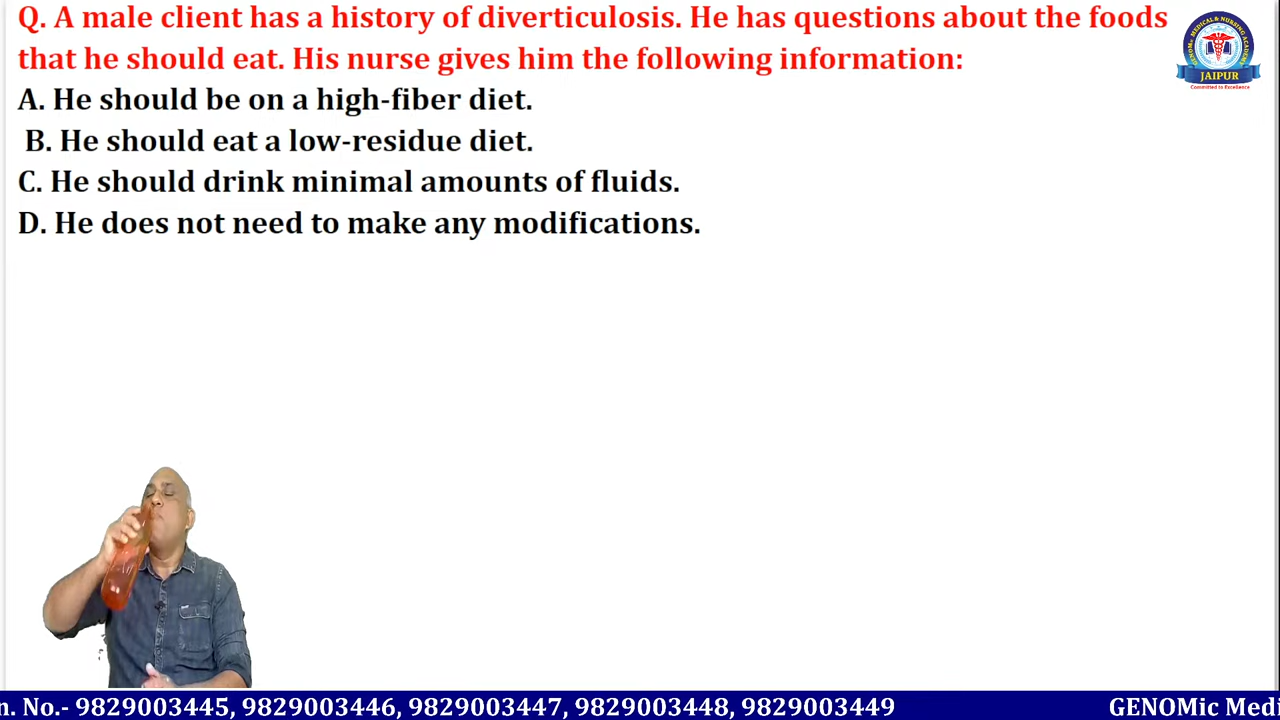 Q. A male client has a history of diverticulosis. He has questions about the foods
that he should eat. His nurse gives him the following information:
A. He should be on a high-fiber diet.
B. He should eat a low-residue diet.
C. He should drink minimal amounts of fluids.
D. He does not need to make any modifications.
JAIPUR
Committed to Excellence
n. No.- 9829003445, 9829003446, 9829003447, 9829003448, 9829003449
GENOMic Medi